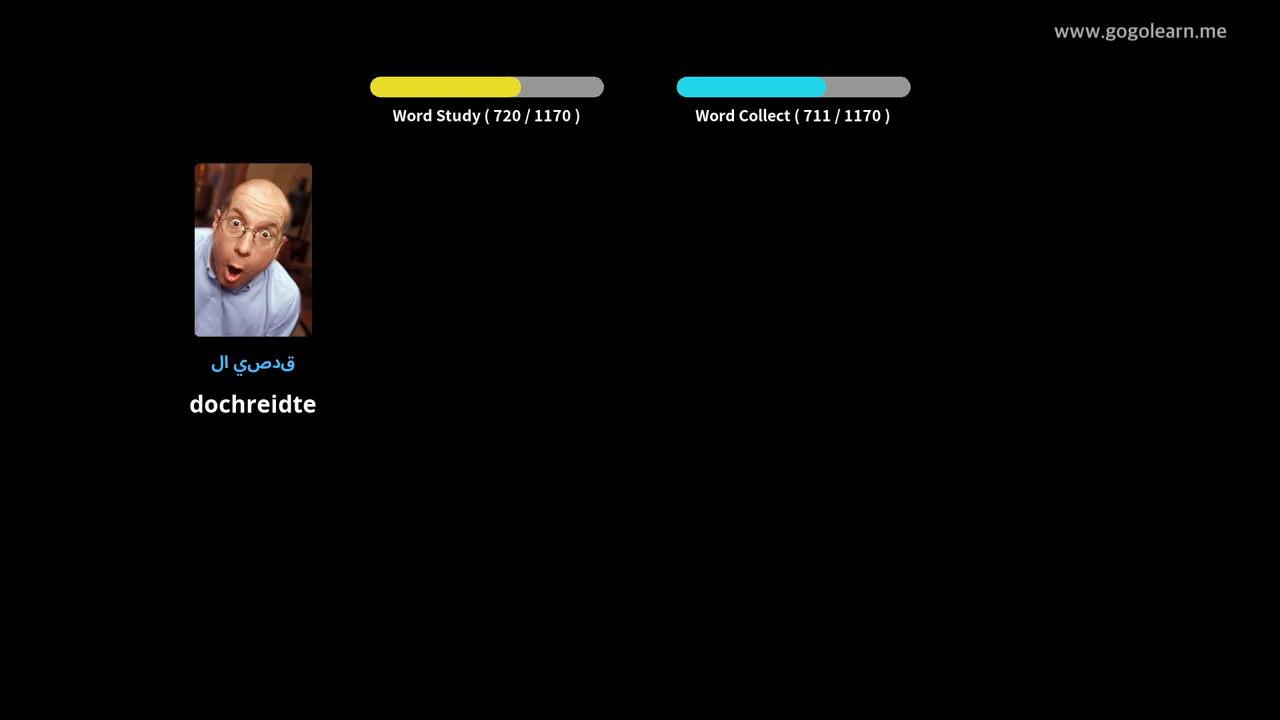 www.gogolearn.me
Word Study ( 720 / 1170 )
Word Collect ( 711 / 1170 )
قدصي ال
dochreidte